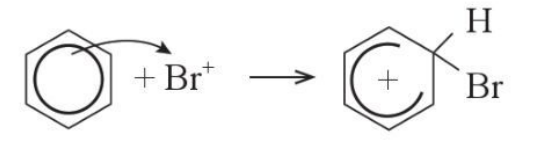 H
+ Br⁺ + Br